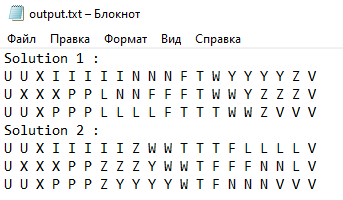 output.txt – Блокнот
Файл Правка Формат Вид Справка
Solution 1 :
U U X I I I I I N N N F T W Y Y Y Y Z V
U X X X P P L N N F F F T W W Y Z Z Z V
U U X P P P L L L L F T T T W W Z V V V
Solution 2 :
U U X I I I I I Z W W T T T F L L L L V
U X X X P P Z Z Z Y W W T F F F N N L V
U U X P P P Z Y Y Y Y W T F N N N V V V